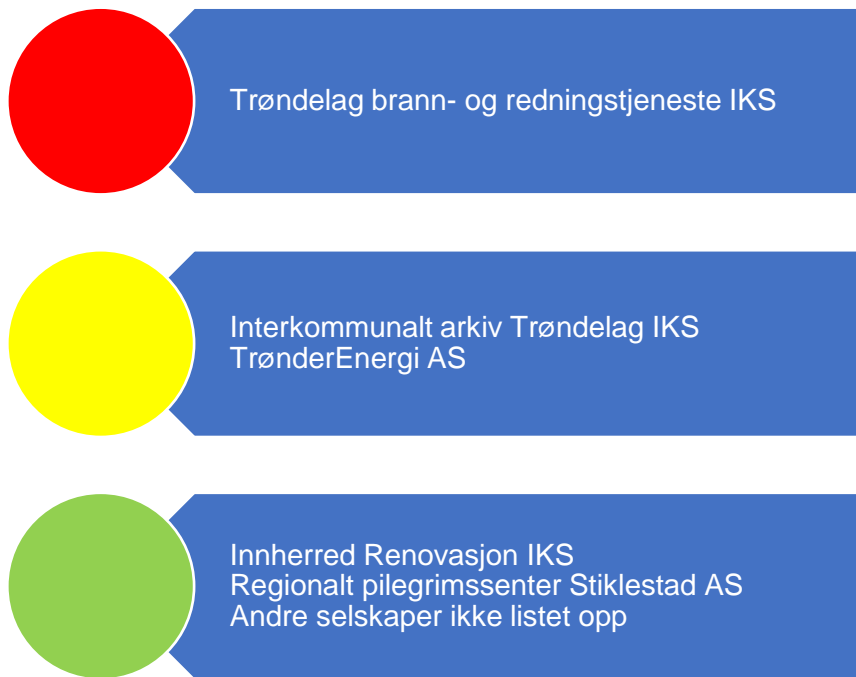 Trøndelag brann- og redningstjeneste IKS
Interkommunalt arkiv Trøndelag IKS
TrønderEnergi AS
Innherred Renovasjon IKS
Regionalt pilegrimssenter Stiklestad AS
Andre selskaper ikke listet opp